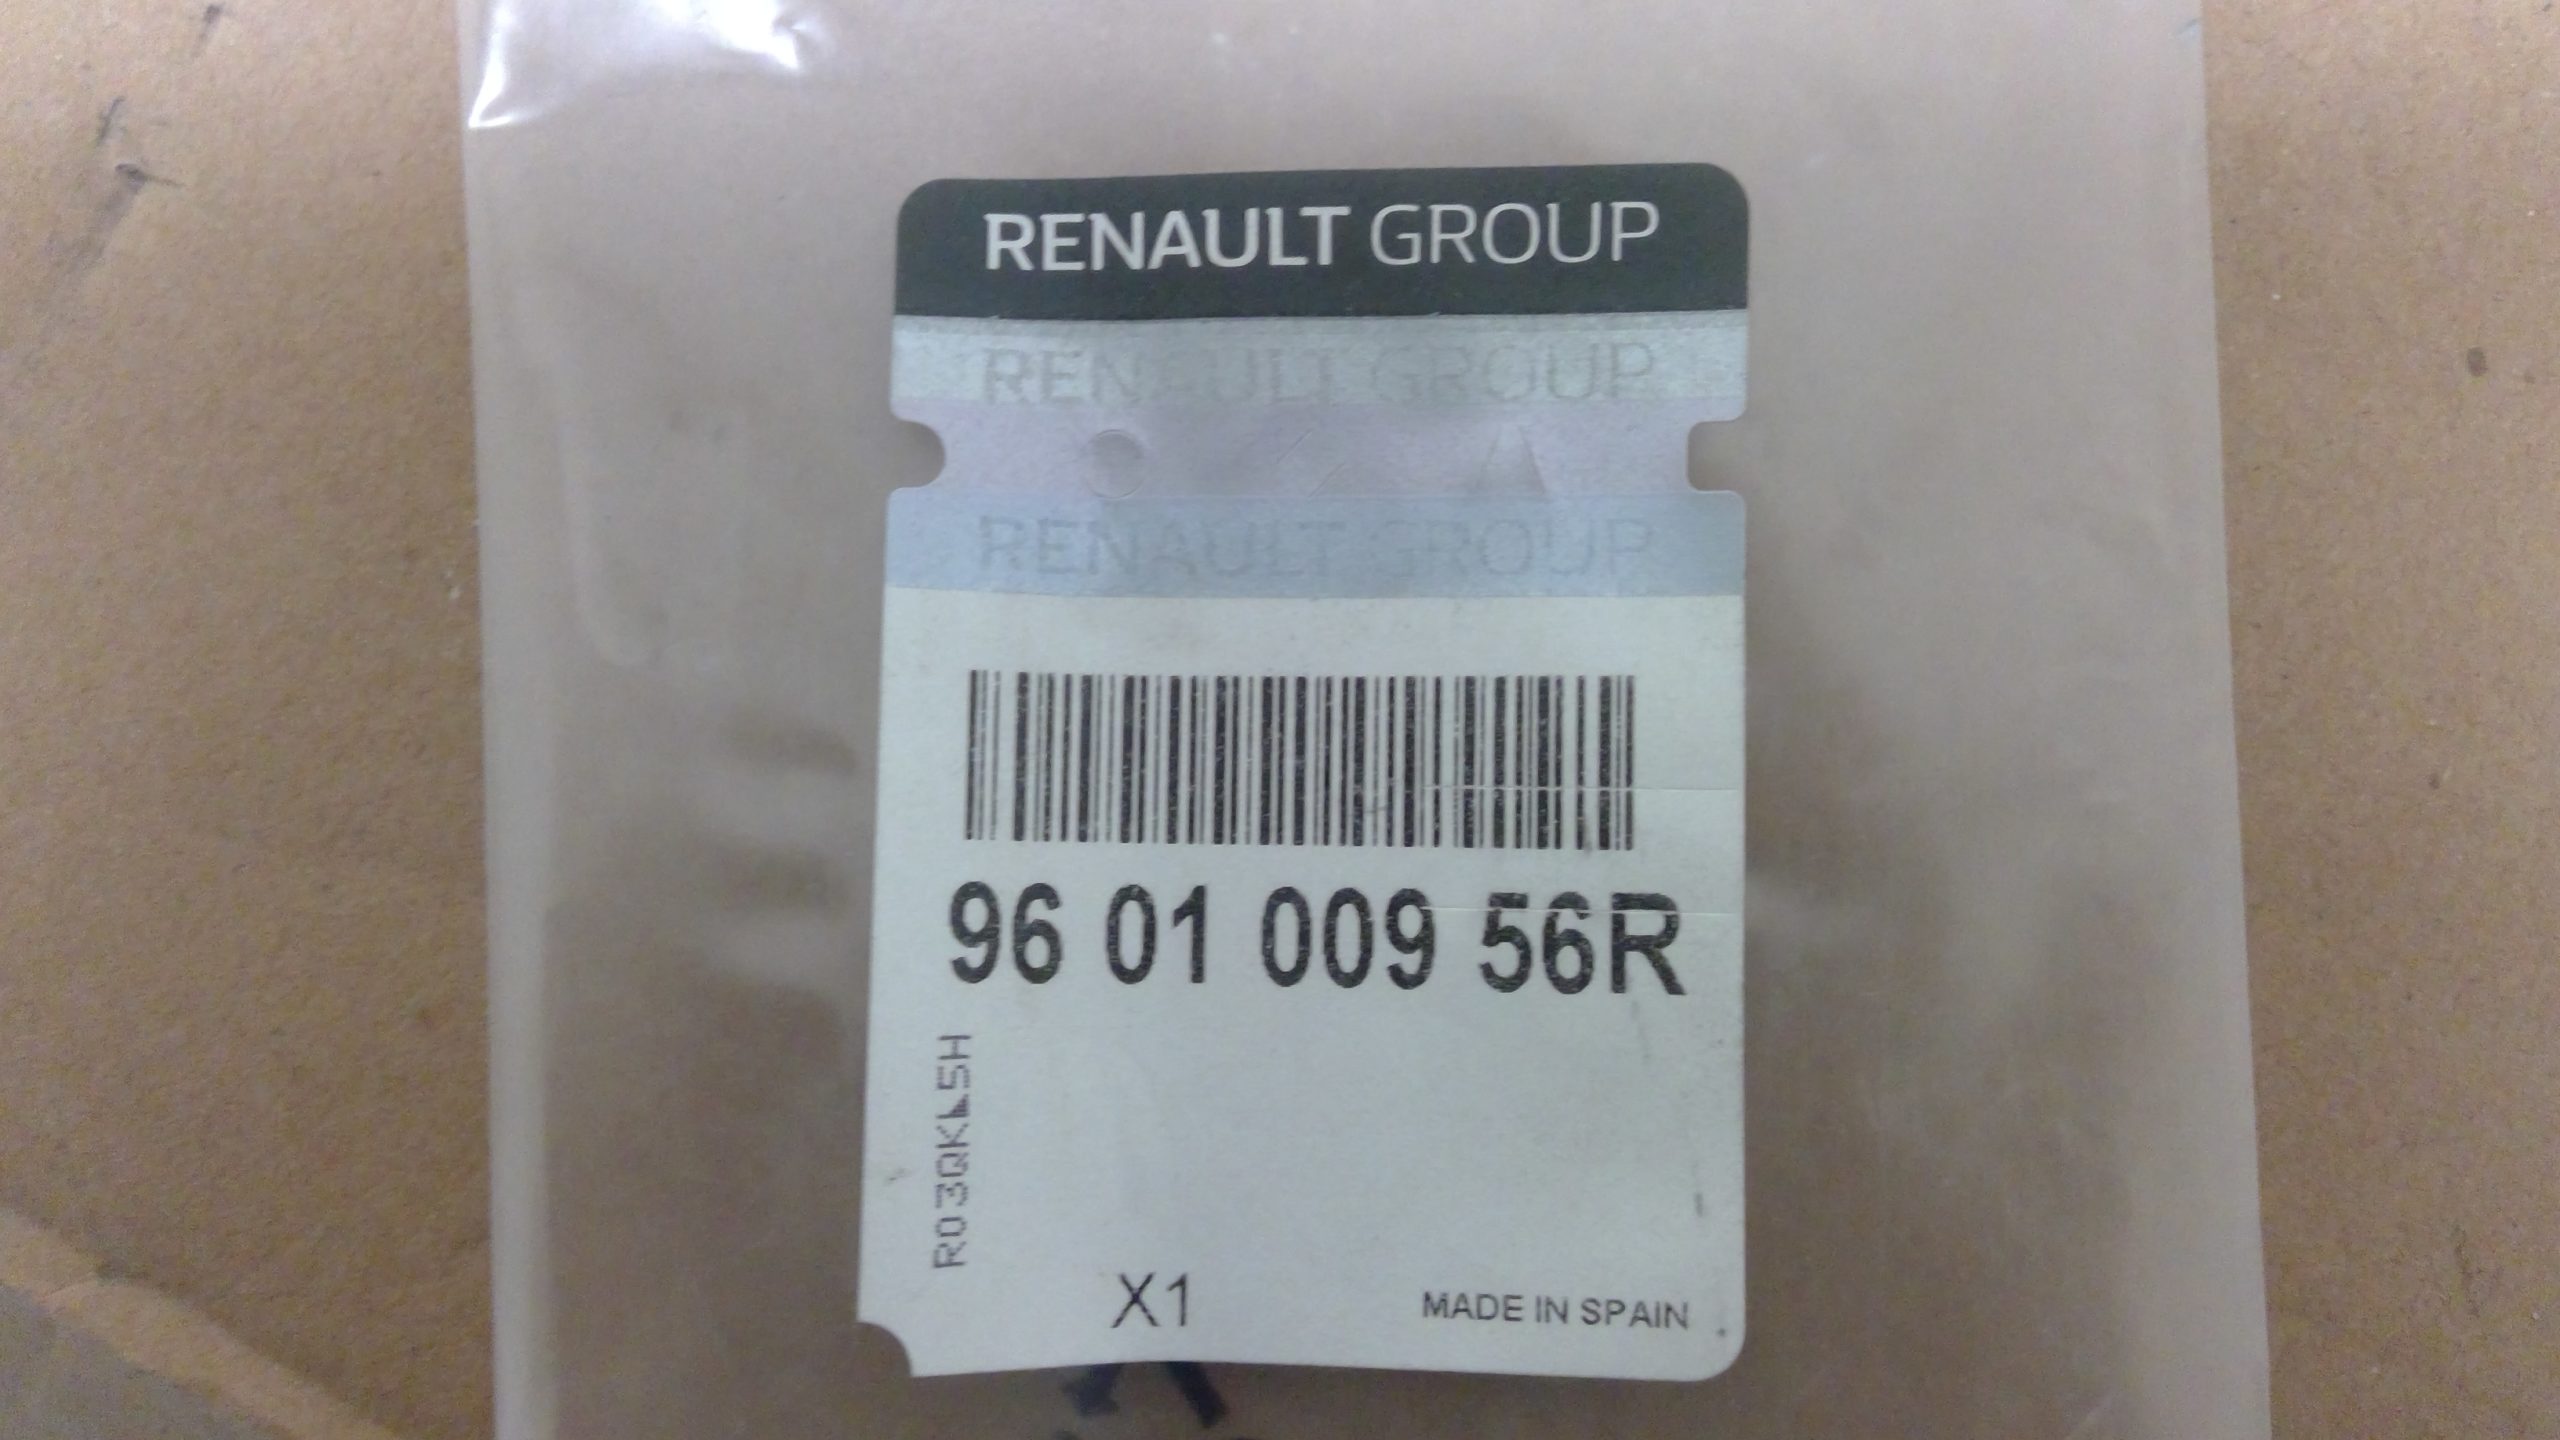 RENAULT GROUP
RENAULT GROUP
RENAULT GROUP
96 01 009 56R
R03QKL5H
X1
MADE IN SPAIN